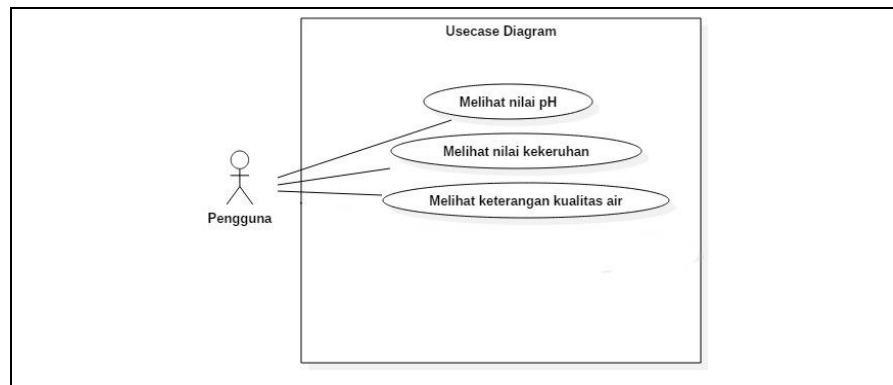 Usecase Diagram
Melihat nilai pH
Melihat nilai kekeruhan
Melihat keterangan kualitas air
Pengguna